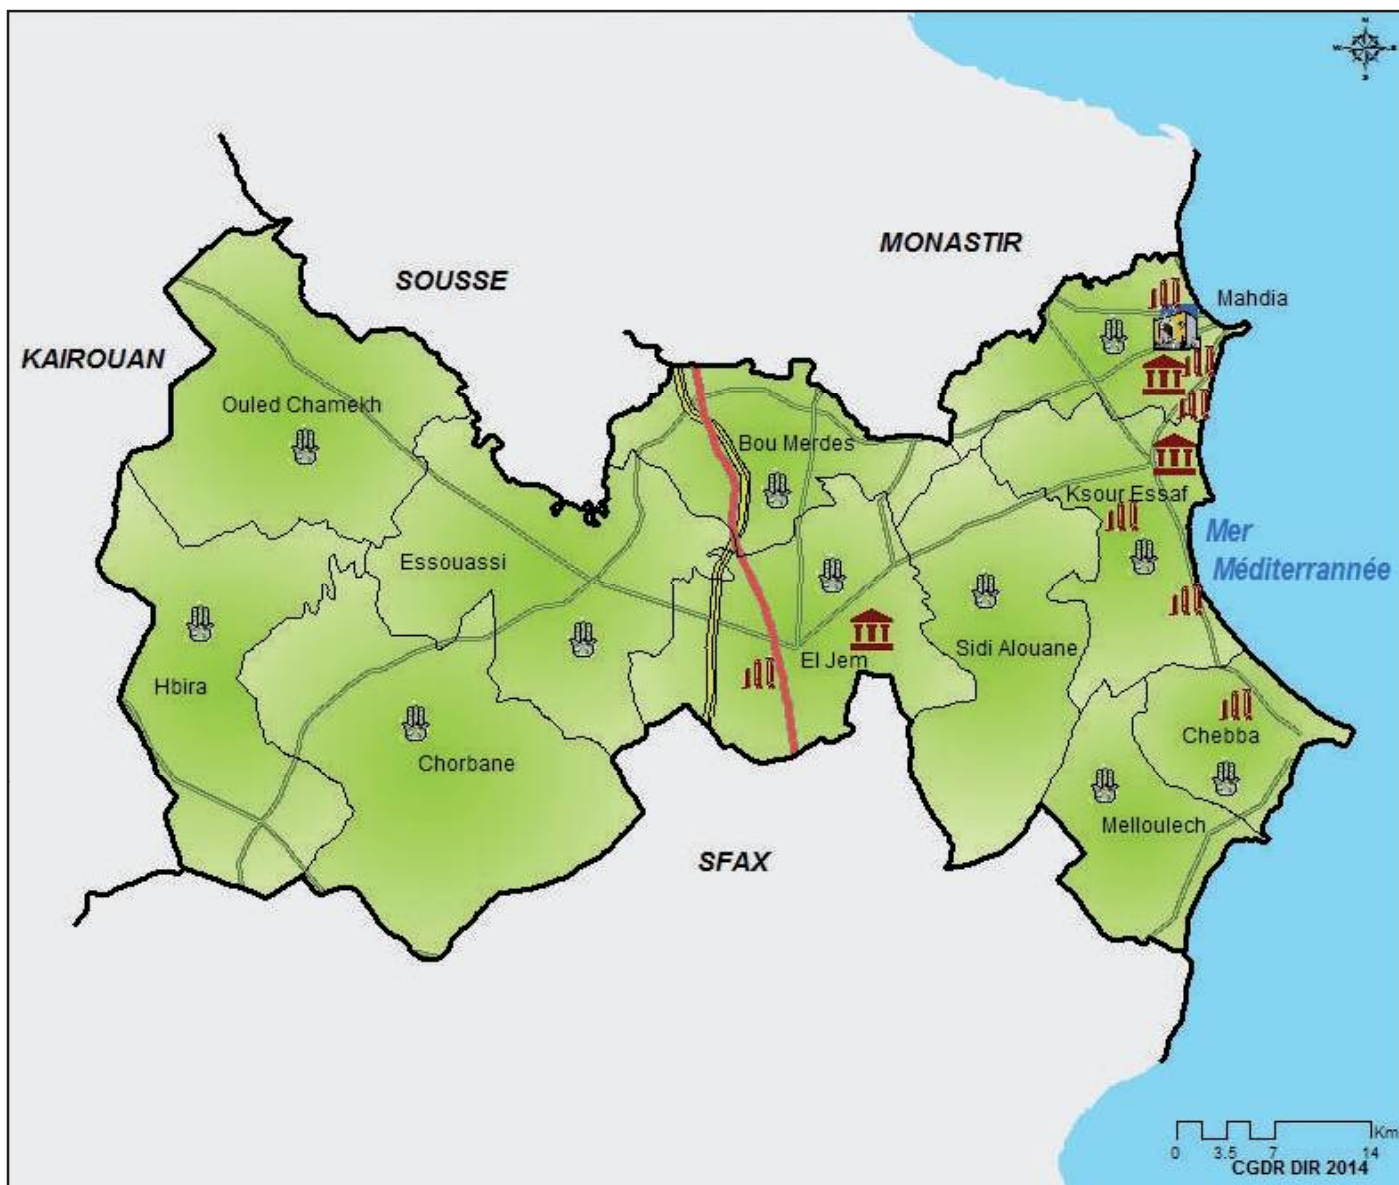 N
W E
S
MONASTIR
SOUSSE
Mahdia
KAIROUAN
Ouled Chamekh
Bou Merdes
Ksour Essaf
Mer
Méditerrannée
Essouassi
Sidi Alouane
El Jem
Hbira
Chebba
Chorbane
Melloulech
SFAX
Km
0 3.5 7 14
CGDR DIR 2014